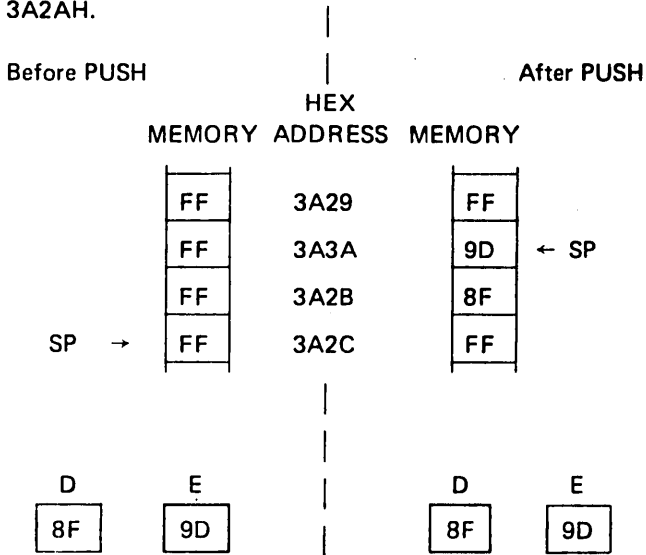 3A2AH.
Before PUSH After PUSH
HEX
MEMORY ADDRESS MEMORY
FF 3A29 FF
FF 3A3A 9D ← SP
FF 3A2B 8F
SP → FF 3A2C FF
D E D E
8F 9D 8F 9D